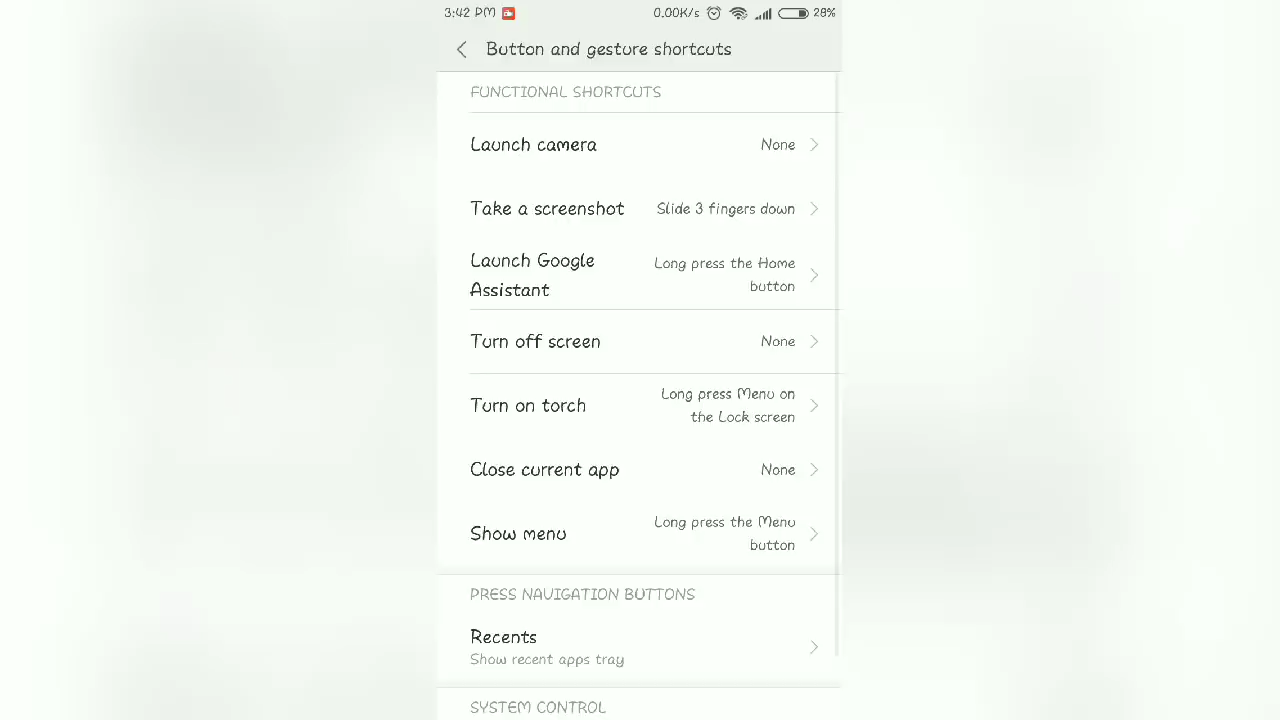 3:42 PM 0.00K/s 28%
Button and gesture shortcuts
FUNCTIONAL SHORTCUTS
Launch camera None
Take a screenshot Slide 3 fingers down
Launch Google Assistant Long press the Home button
Turn off screen None
Turn on torch Long press Menu on the Lock screen
Close current app None
Show menu Long press the Menu button
PRESS NAVIGATION BUTTONS
Recents
Show recent apps tray
SYSTEM CONTROL